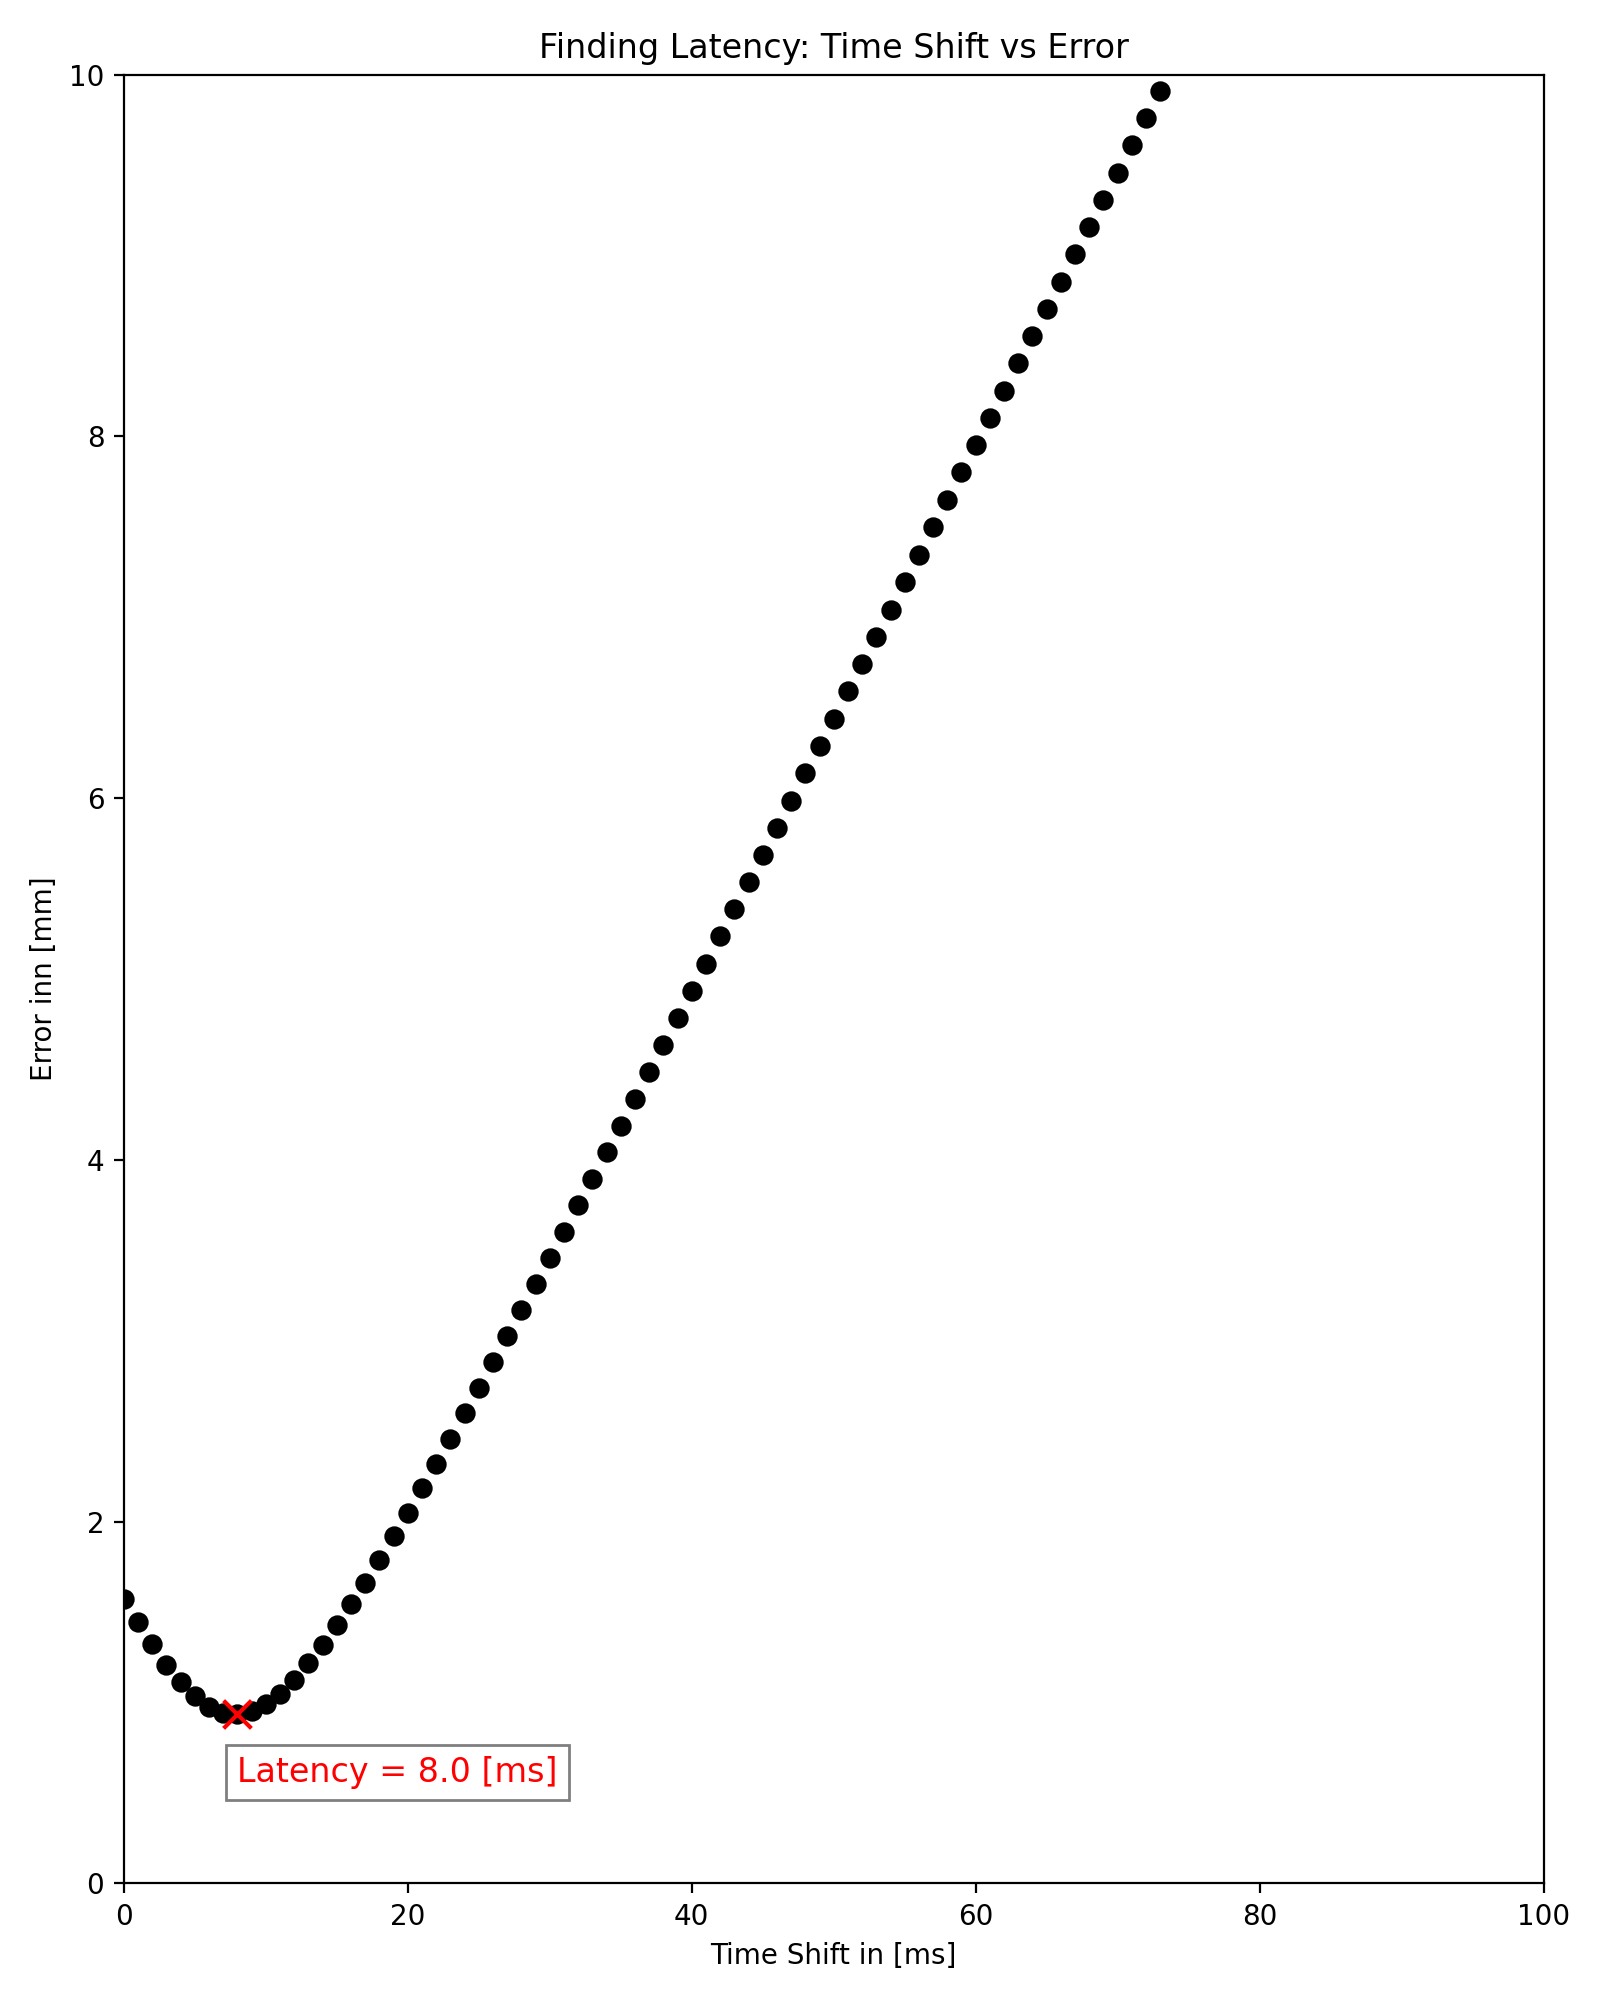 Finding Latency: Time Shift vs Error
10
8
6
4
2
0
Error inn [mm]
Latency = 8.0 [ms]
0 20 40 60 80 100
Time Shift in [ms]